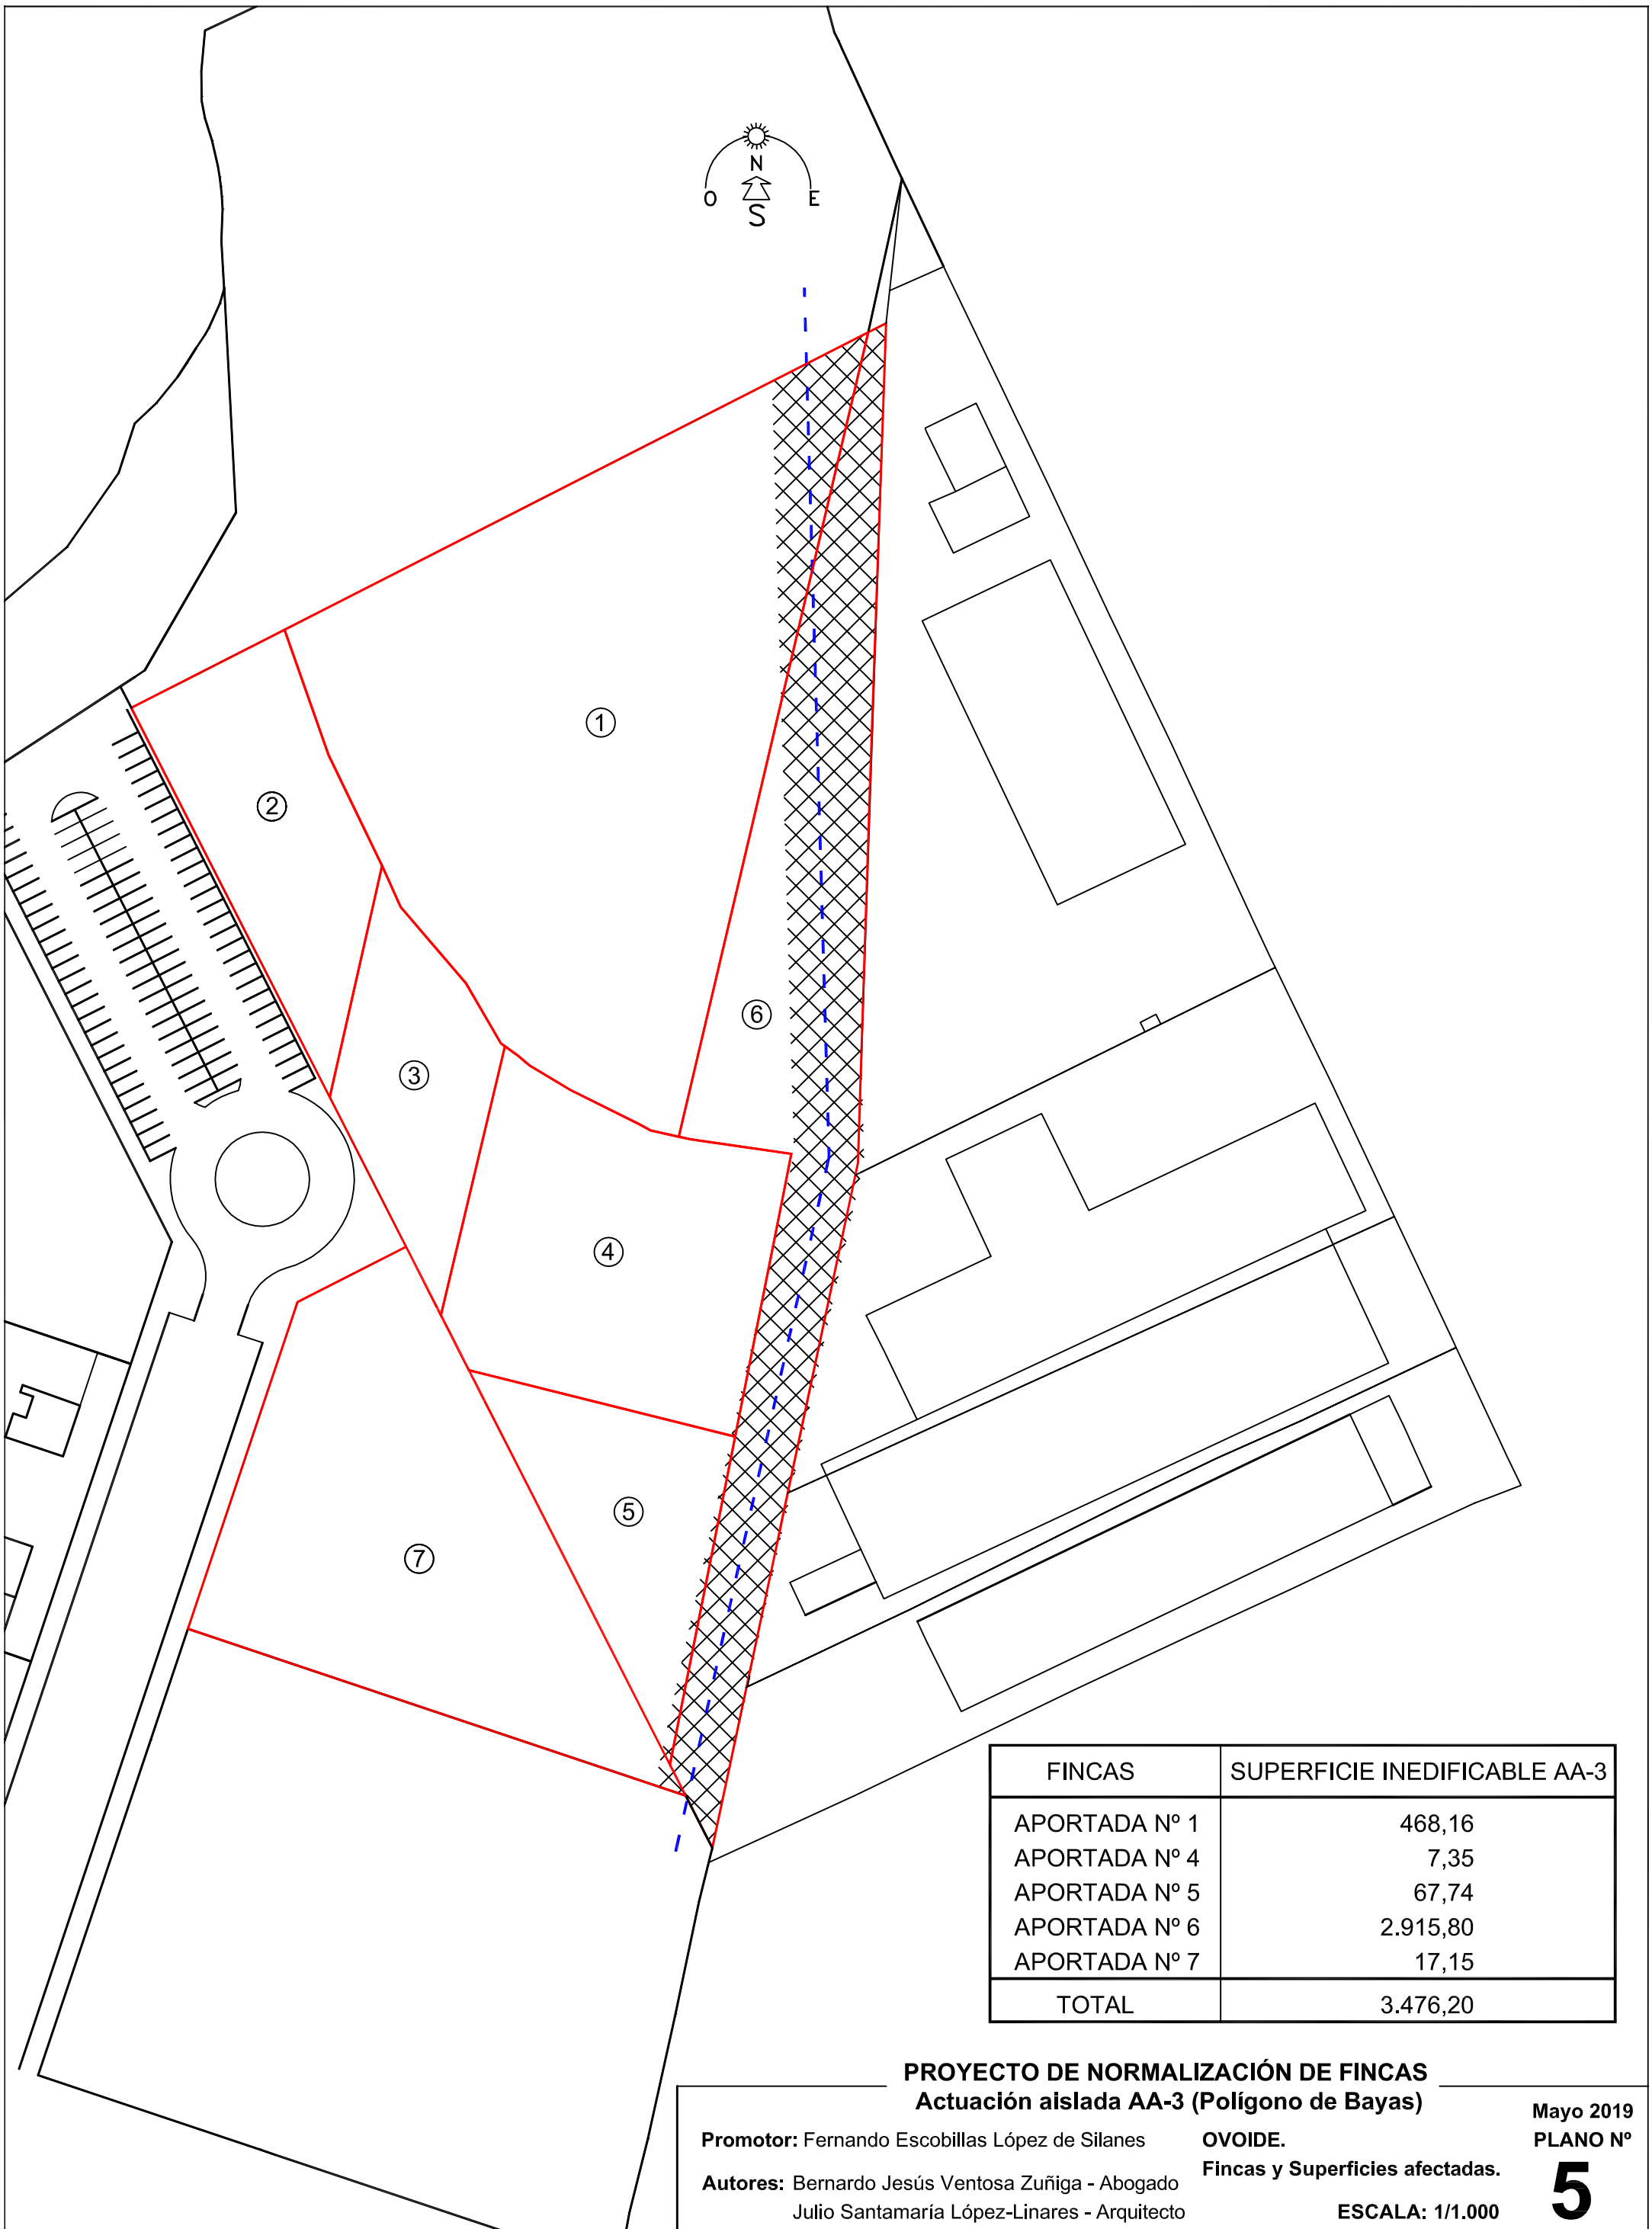 N
O E
S
1
2
6
3
4
5
7
FINCAS SUPERFICIE INEDIFICABLE AA-3
APORTADA Nº 1 468,16
APORTADA Nº 4 7,35
APORTADA Nº 5 67,74
APORTADA Nº 6 2.915,80
APORTADA Nº 7 17,15
TOTAL 3.476,20
PROYECTO DE NORMALIZACIÓN DE FINCAS
Actuación aislada AA-3 (Polígono de Bayas)
Mayo 2019
Promotor: Fernando Escobillas López de Silanes OVOIDE. PLANO Nº
Fincas y Superficies afectadas.
Autores: Bernardo Jesús Ventosa Zuñiga - Abogado
5
Julio Santamaría López-Linares - Arquitecto ESCALA: 1/1.000